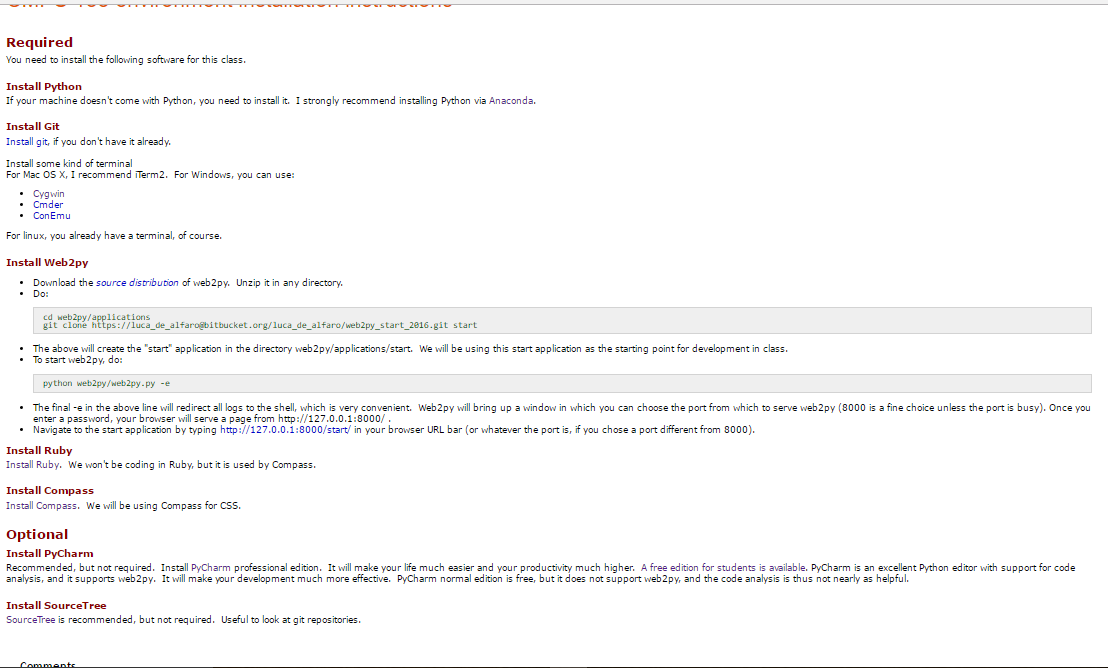 environment installation instructions
Required
You need to install the following software for this class.
Install Python
If your machine doesn't come with Python, you need to install it.  I strongly recommend installing Python via Anaconda.
Install Git
Install git, if you don't have it already.
Install some kind of terminal
For Mac OS X, I recommend iTerm2.  For Windows, you can use:
• Cygwin
• Cmder
• ConEmu
For linux, you already have a terminal, of course.
Install Web2py
• Download the source distribution of web2py.  Unzip it in any directory.
• Do:
cd web2py/applications
git clone https://luca_de_alfaro@bitbucket.org/luca_de_alfaro/web2py_start_2016.git start
• The above will create the "start" application in the directory web2py/applications/start.  We will be using this start application as the starting point for development in class.
• To start web2py, do:
python web2py/web2py.py -e
• The final -e in the above line will redirect all logs to the shell, which is very convenient.  Web2py will bring up a window in which you can choose the port from which to serve web2py (8000 is a fine choice unless the port is busy). Once you
enter a password, your browser will serve a page from http://127.0.0.1:8000/ .
• Navigate to the start application by typing http://127.0.0.1:8000/start/ in your browser URL bar (or whatever the port is, if you chose a port different from 8000).
Install Ruby
Install Ruby.  We won't be coding in Ruby, but it is used by Compass.
Install Compass
Install Compass.  We will be using Compass for CSS.
Optional
Install PyCharm
Recommended, but not required.  Install PyCharm professional edition.  It will make your life much easier and your productivity much higher.  A free edition for students is available. PyCharm is an excellent Python editor with support for code
analysis, and it supports web2py.  It will make your development much more effective.  PyCharm normal edition is free, but it does not support web2py, and the code analysis is thus not nearly as helpful.
Install SourceTree
SourceTree is recommended, but not required.  Useful to look at git repositories.
Comments